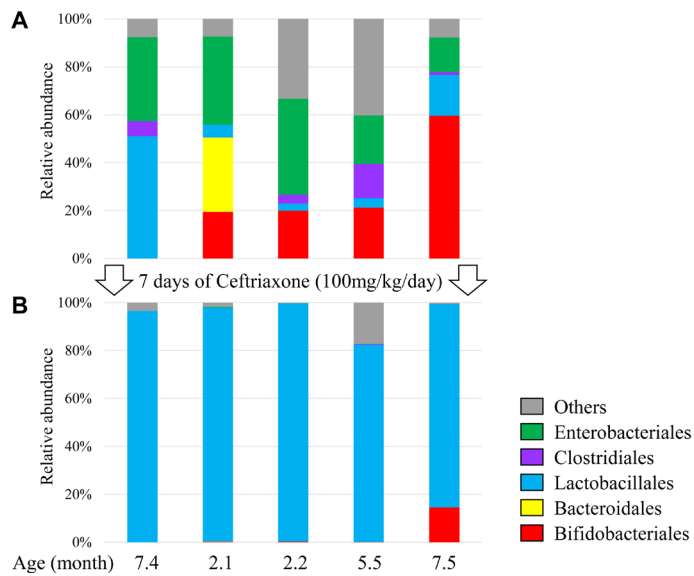 A
100%
80%
60%
40%
20%
0%
Relative abundance
7 days of Ceftriaxone (100mg/kg/day)
B
100%
80%
60%
40%
20%
0%
Relative abundance
Age (month) 7.4 2.1 2.2 5.5 7.5
Others
Enterobacteriales
Clostridiales
Lactobacillales
Bacteroidales
Bifidobacteriales